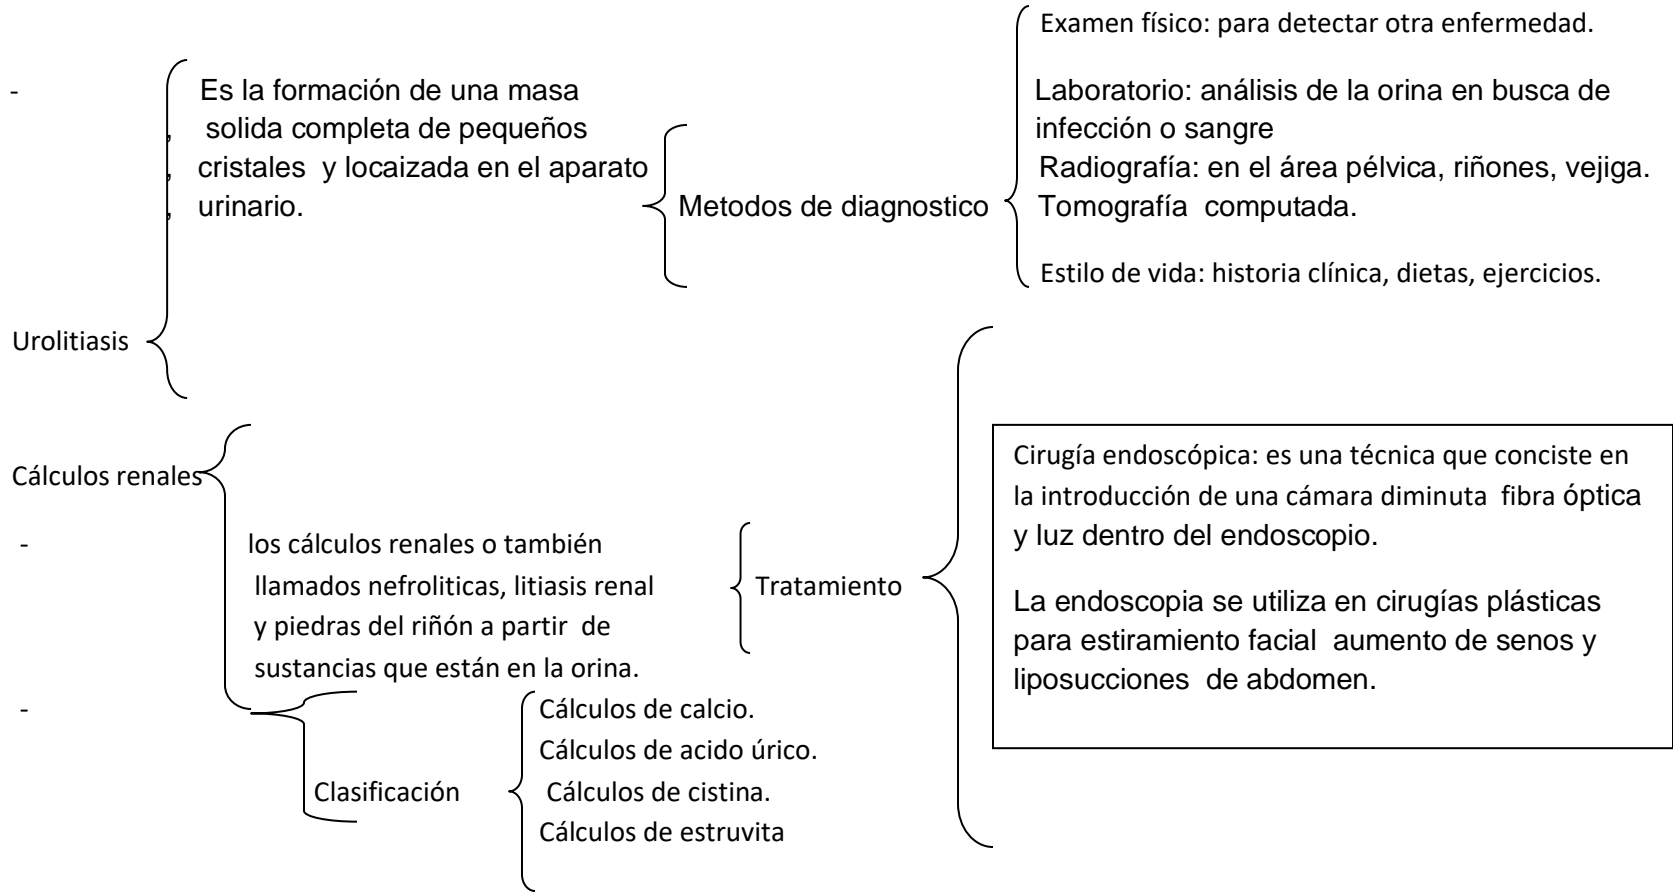 Examen físico: para detectar otra enfermedad.
-
Es la formación de una masa
, solida completa de pequeños
, cristales y locaizada en el aparato
, urinario.
Metodos de diagnostico
Laboratorio: análisis de la orina en busca de
infección o sangre
Radiografía: en el área pélvica, riñones, vejiga.
Tomografía computada.
Estilo de vida: historia clínica, dietas, ejercicios.
Urolitiasis
Cálculos renales
-
los cálculos renales o también
llamados nefroliticas, litiasis renal
y piedras del riñón a partir de
sustancias que están en la orina.
Tratamiento
Cirugía endoscópica: es una técnica que conciste en
la introducción de una cámara diminuta fibra óptica
y luz dentro del endoscopio.
La endoscopia se utiliza en cirugías plásticas
para estiramiento facial aumento de senos y
liposucciones de abdomen.
-
Clasificación
Cálculos de calcio.
Cálculos de acido úrico.
Cálculos de cistina.
Cálculos de estruvita